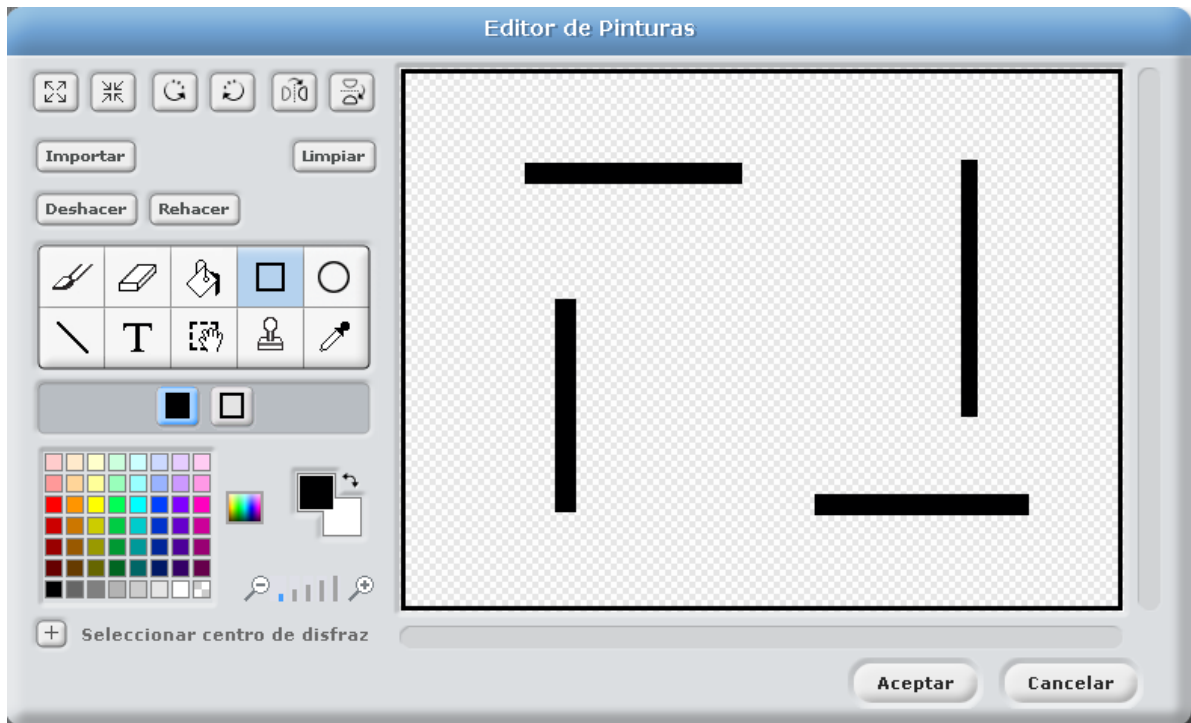 Editor de Pinturas
Importar
Limpiar
Deshacer
Rehacer
T
Seleccionar centro de disfraz
Aceptar
Cancelar